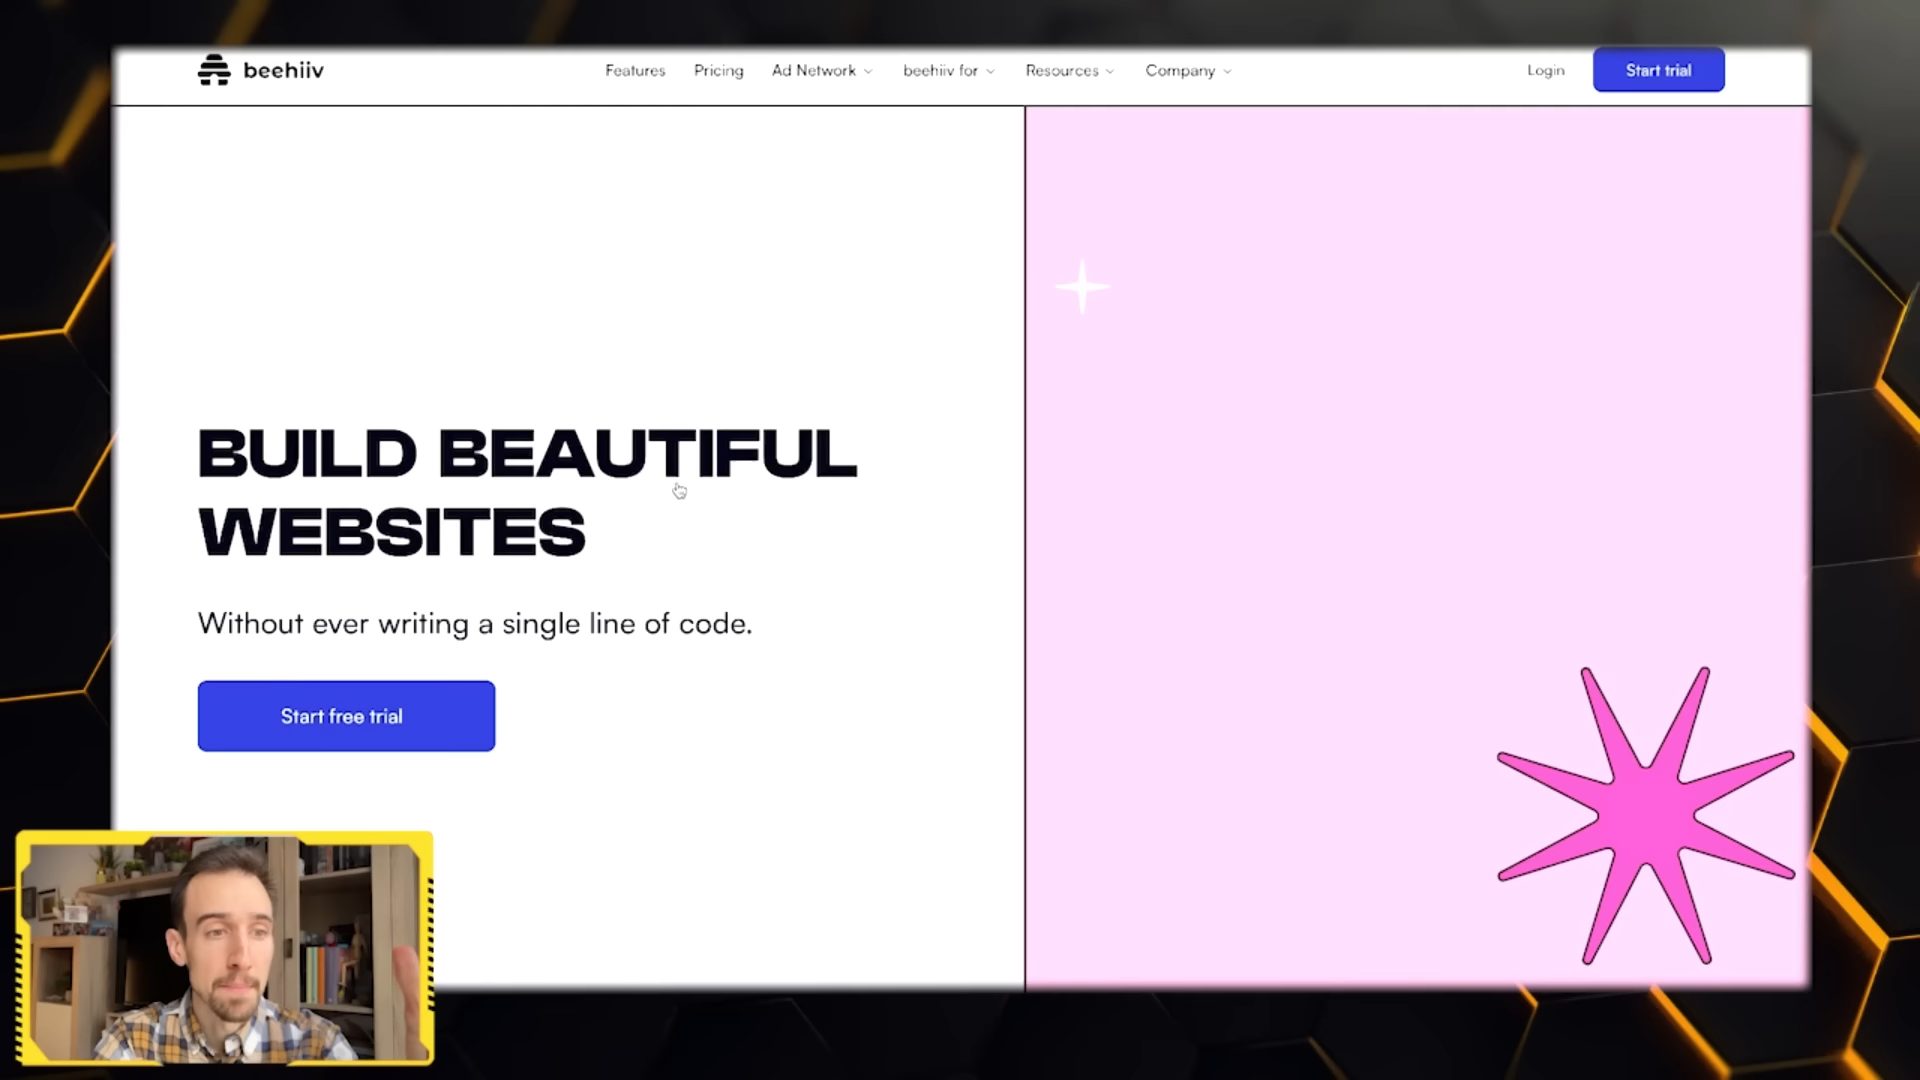 beehiiv
Features
Pricing
Ad Network
beehiiv for
Resources
Company
Login
Start trial
BUILD BEAUTIFUL
WEBSITES
Without ever writing a single line of code.
Start free trial